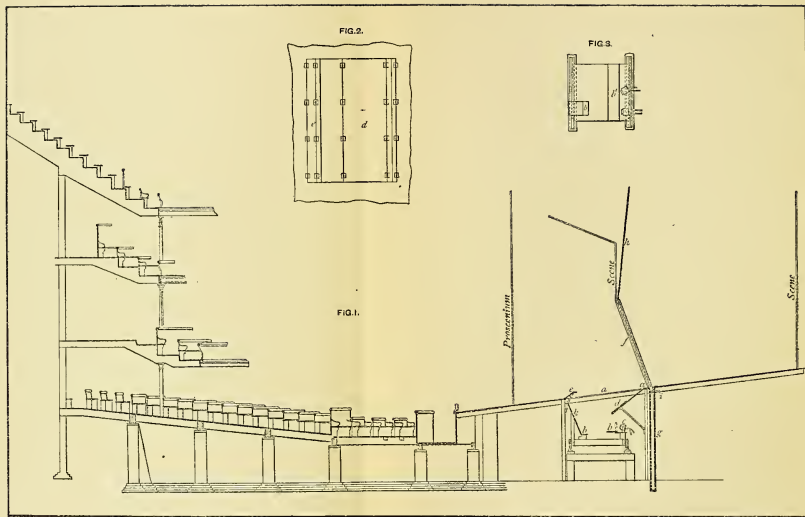 FIG.2.
FIG.3.
c
d
b
b'
h
Scene
Proscenium
Scene
FIG.1.
f
e
a
c
i
d
k
b
g